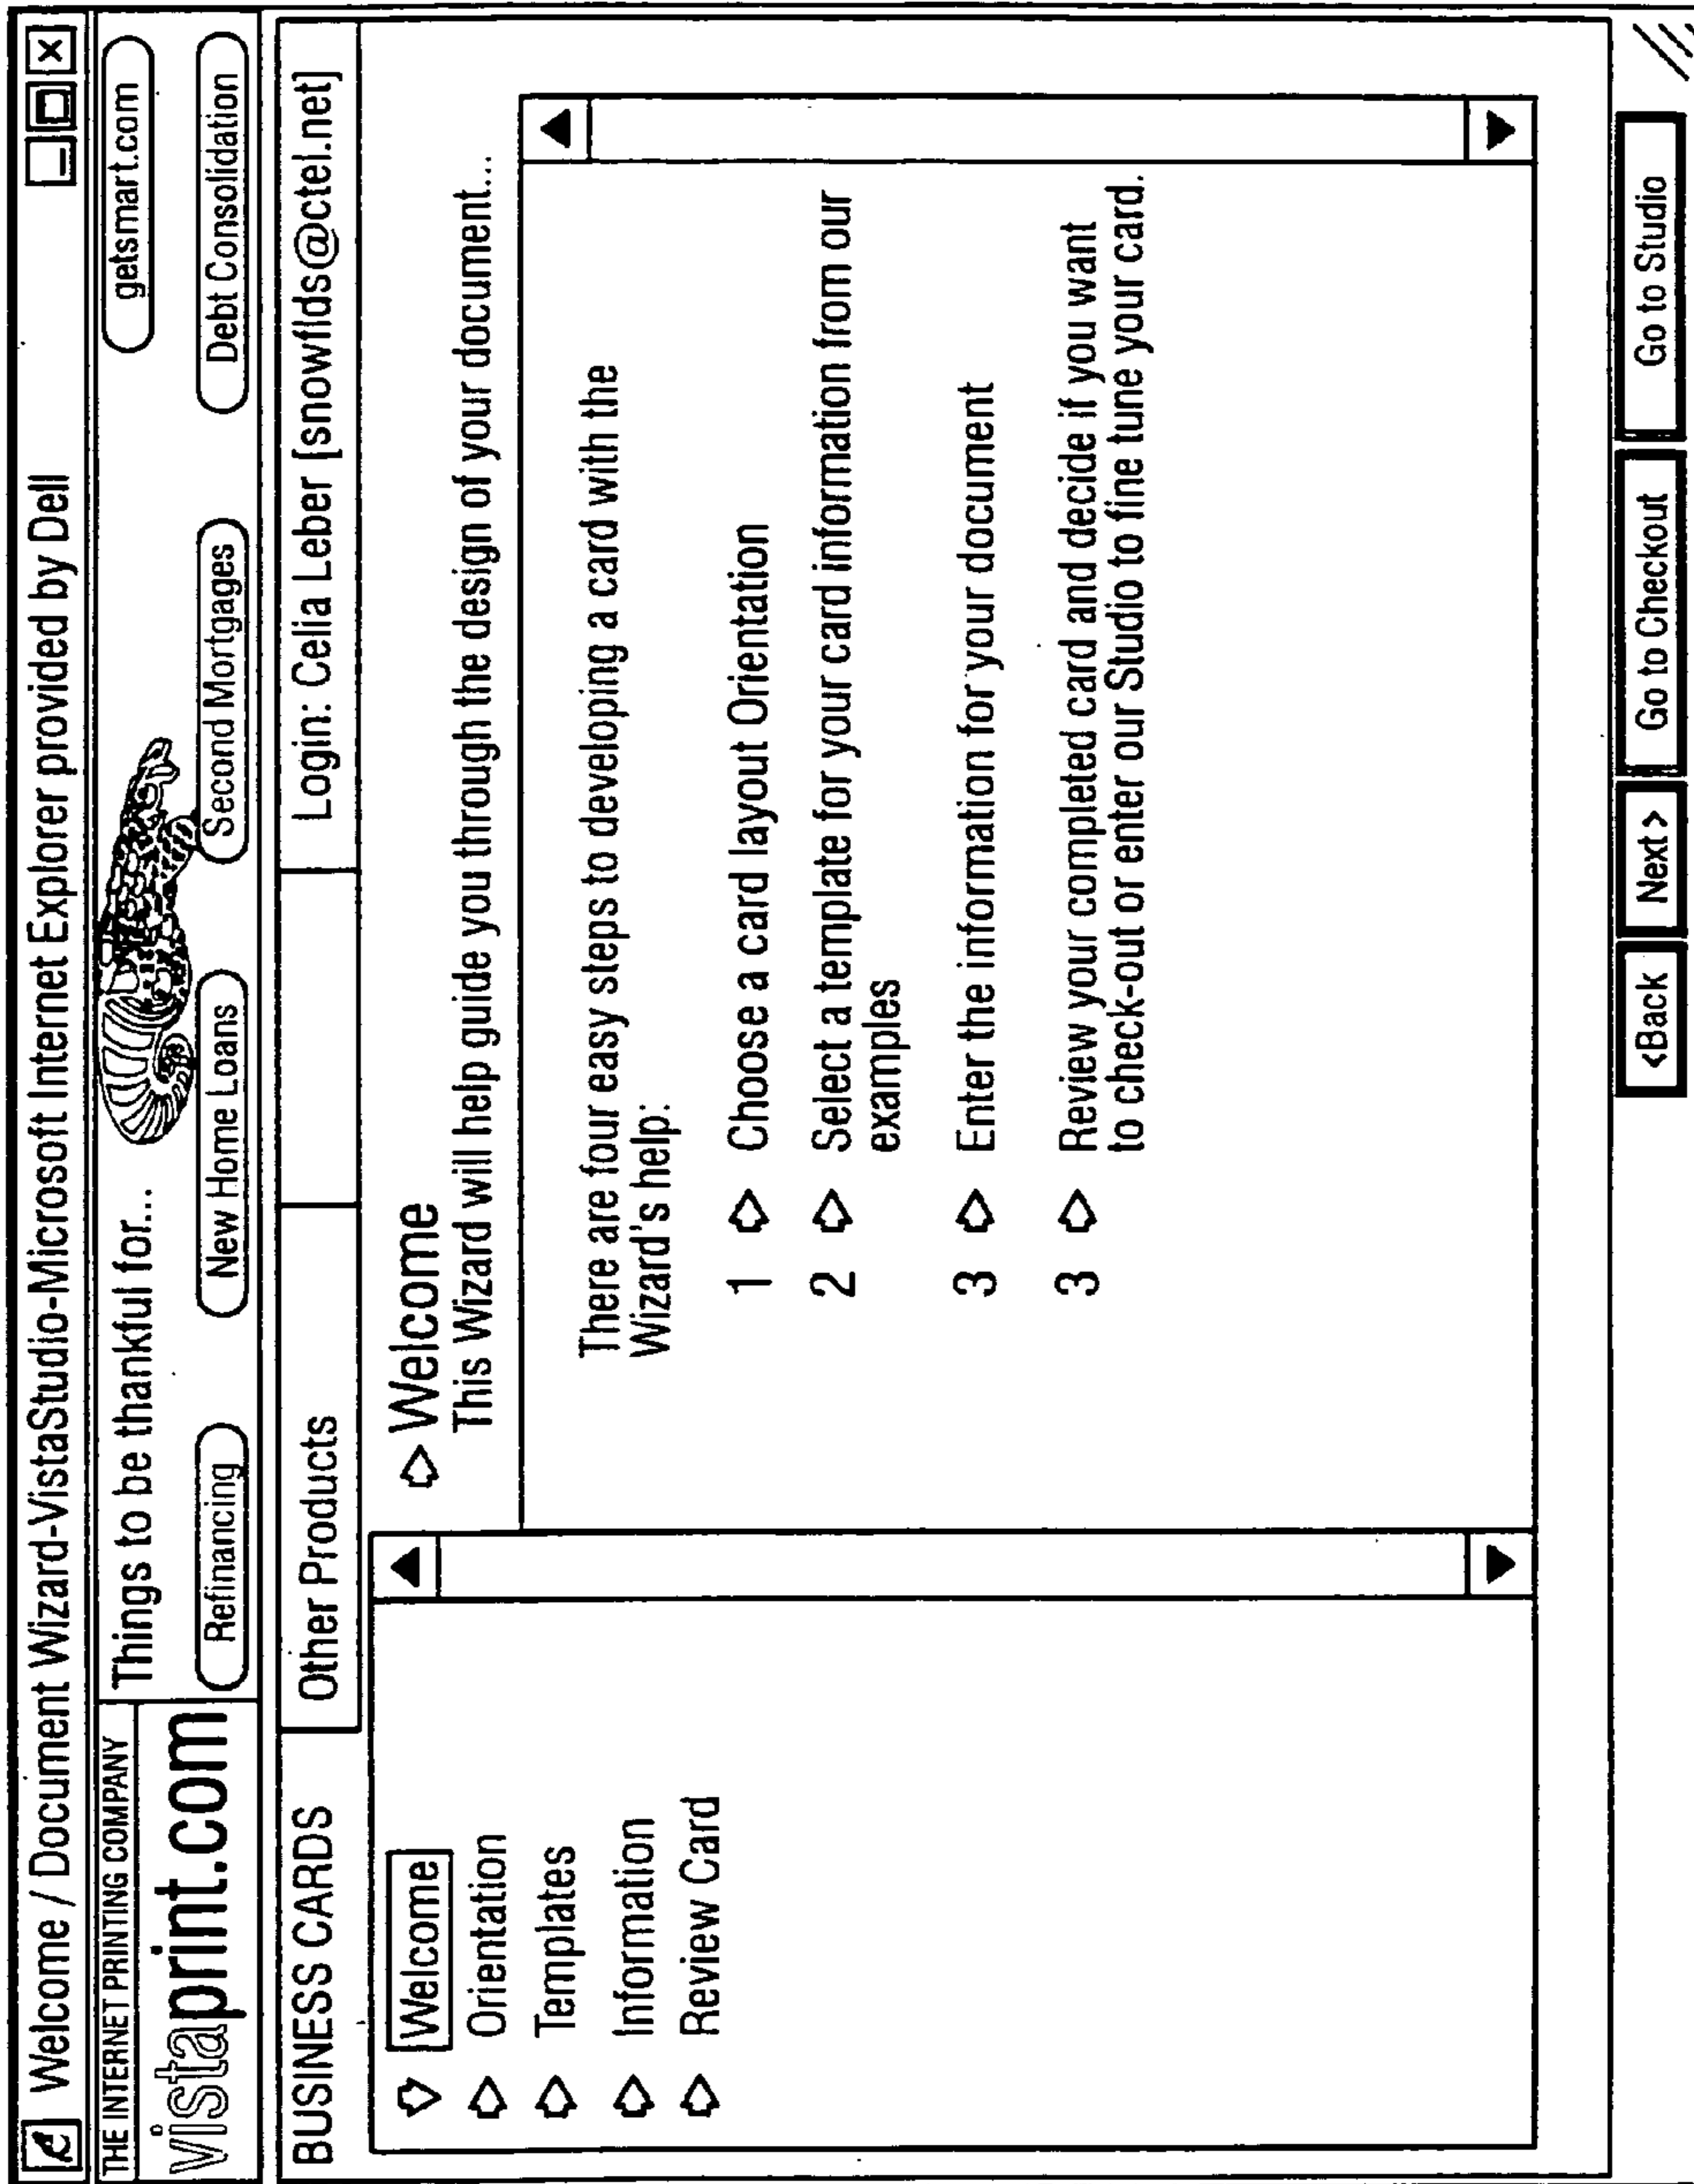 Welcome / Document Wizard-VistaStudio-Microsoft Internet Explorer provided by Dell
THE INTERNET PRINTING COMPANY
vistaprint.com
Things to be thankful for...
getsmart.com
Refinancing
New Home Loans
Second Mortgages
Debt Consolidation
BUSINESS CARDS
Other Products
Login: Celia Leber [snowflds@ctel.net]
Welcome
Orientation
Templates
Information
Review Card
Welcome
This Wizard will help guide you through the design of your document...
There are four easy steps to developing a card with the
Wizard's help:
1 Choose a card layout Orientation
2 Select a template for your card information from our
examples
3 Enter the information for your document
3 Review your completed card and decide if you want
to check-out or enter our Studio to fine tune your card.
<Back
Next>
Go to Checkout
Go to Studio